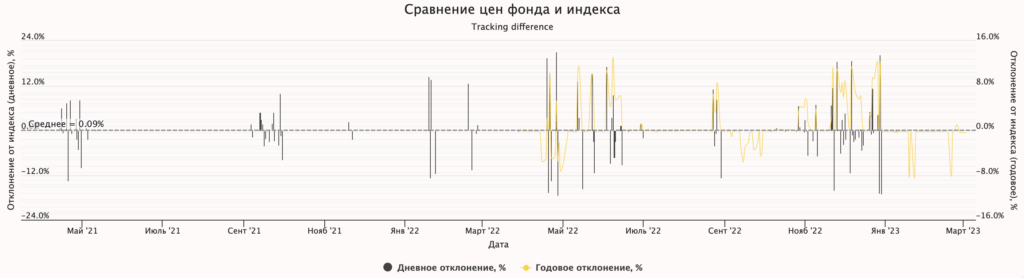 Сравнение цен фонда и индекса
Tracking difference
Отклонение от индекса (дневное), %
Отклонение от индекса (годовое), %
24.0%
16.0%
12.0%
8.0%
Среднее = 0.09%
0.0%
0.0%
-12.0%
-8.0%
-24.0%
-16.0%
Май '21
Июль '21
Сент '21
Нояб '21
Янв '22
Март '22
Май '22
Июль '22
Сент '22
Нояб '22
Янв '23
Март '23
Дата
Дневное отклонение, %
Годовое отклонение, %